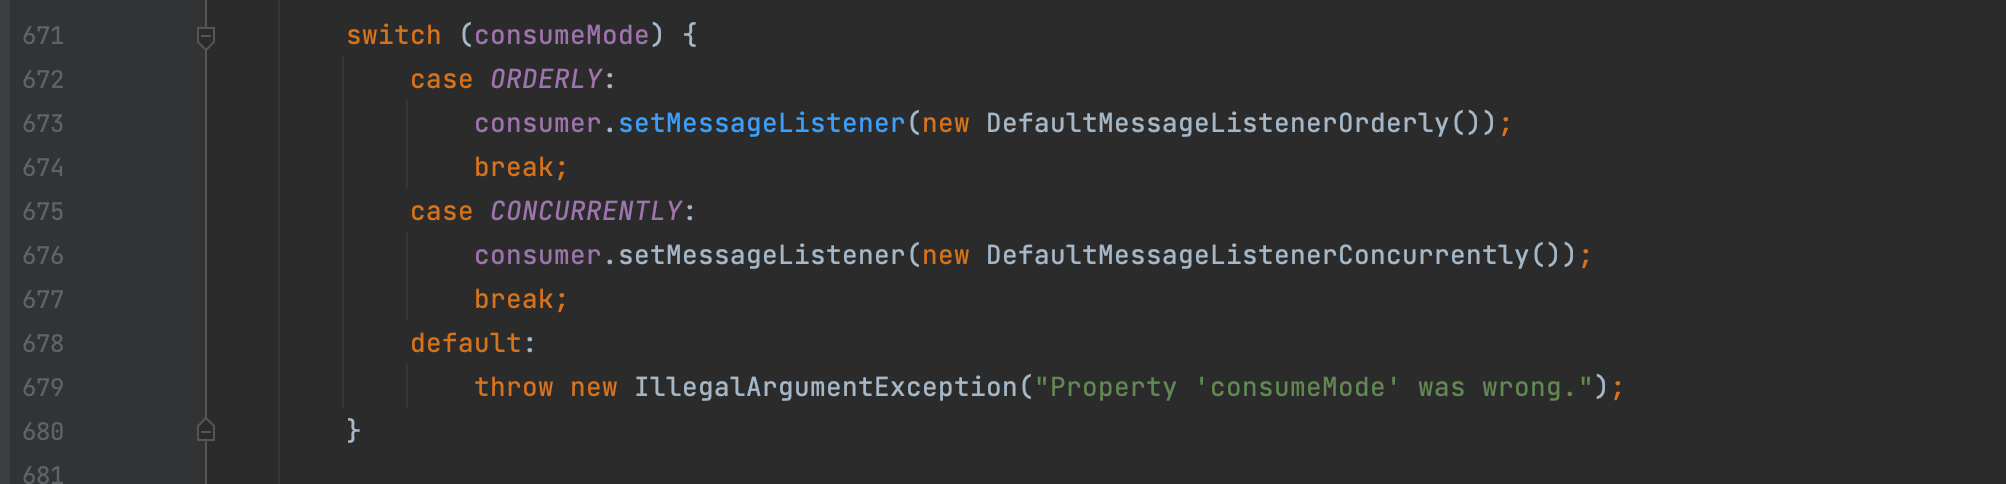 671 switch (consumeMode) {
672 case ORDERLY:
673 consumer.setMessageListener(new DefaultMessageListenerOrderly());
674 break;
675 case CONCURRENTLY:
676 consumer.setMessageListener(new DefaultMessageListenerConcurrently());
677 break;
678 default:
679 throw new IllegalArgumentException("Property 'consumeMode' was wrong.");
680 }
681